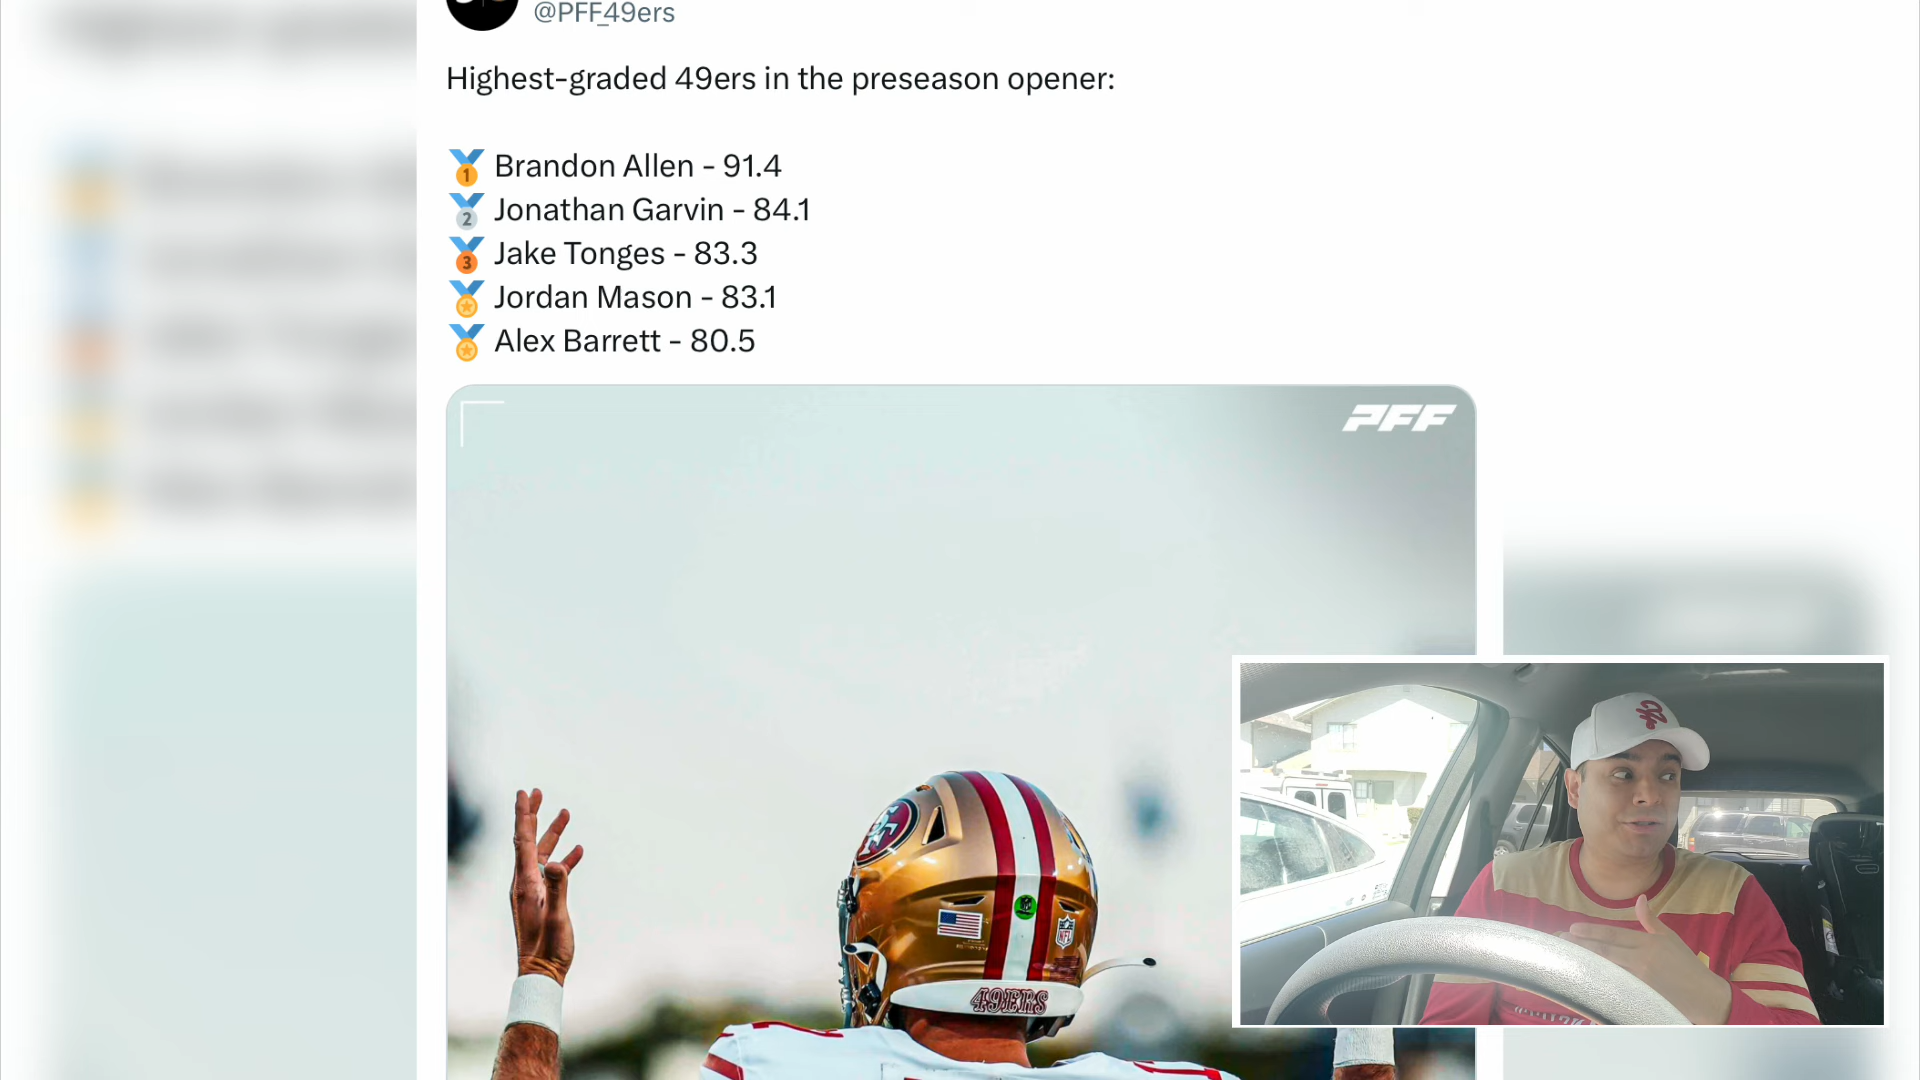 @PFF_49ers
Highest-graded 49ers in the preseason opener:
Brandon Allen - 91.4
Jonathan Garvin - 84.1
Jake Tonges - 83.3
Jordan Mason - 83.1
Alex Barrett - 80.5
PFF
49ERS